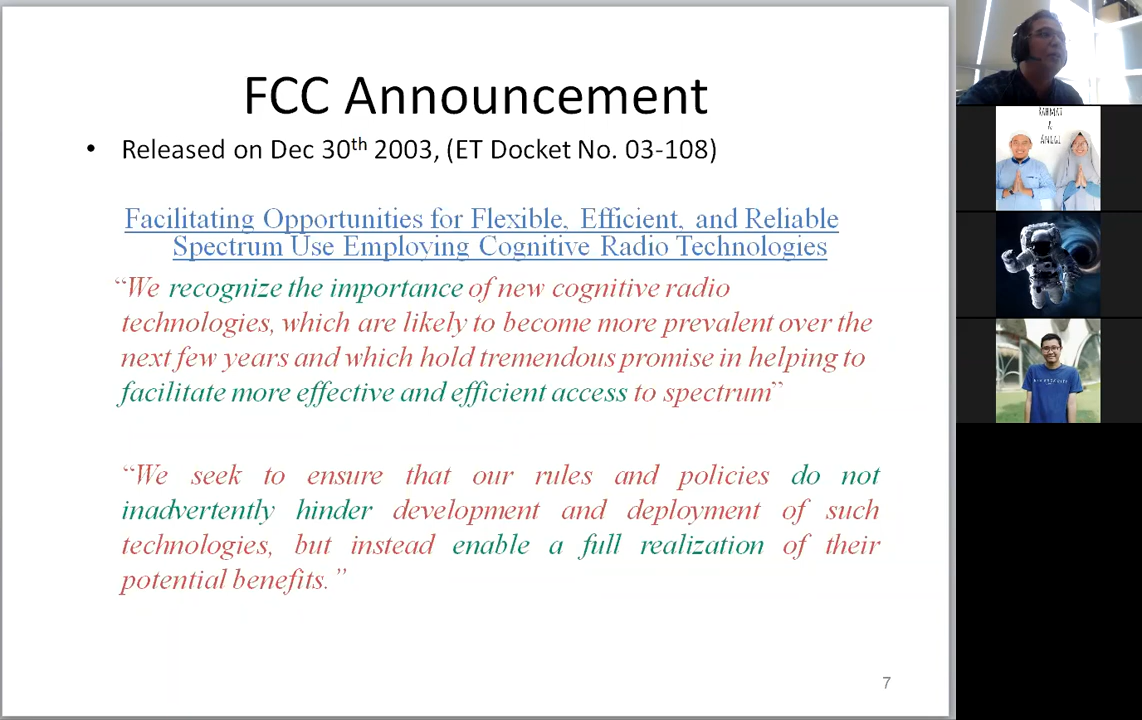 FCC Announcement
• Released on Dec 30th 2003, (ET Docket No. 03-108)
Facilitating Opportunities for Flexible, Efficient, and Reliable
Spectrum Use Employing Cognitive Radio Technologies
“We recognize the importance of new cognitive radio
technologies, which are likely to become more prevalent over the
next few years and which hold tremendous promise in helping to
facilitate more effective and efficient access to spectrum”
“We seek to ensure that our rules and policies do not
inadvertently hinder development and deployment of such
technologies, but instead enable a full realization of their
potential benefits.”
7
RAHMAT
&
ANGGI